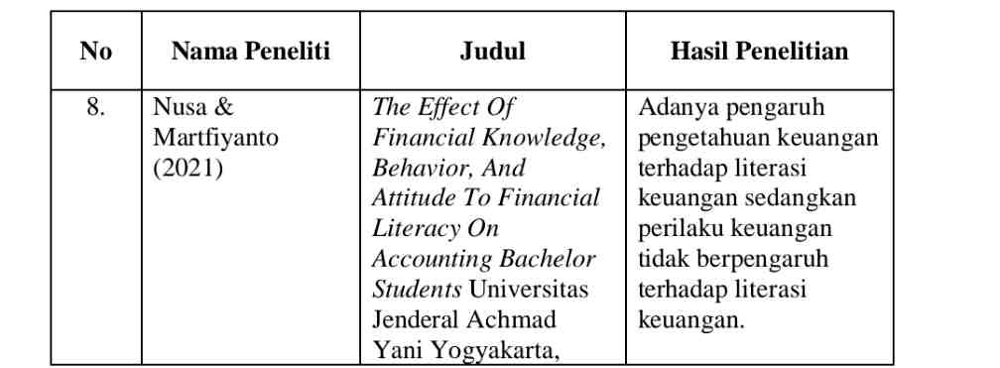 No Nama Peneliti Judul Hasil Penelitian
8. Nusa & The Effect Of Adanya pengaruh
Martfiyanto Financial Knowledge, pengetahuan keuangan
(2021) Behavior, And terhadap literasi
Attitude To Financial keuangan sedangkan
Literacy On perilaku keuangan
Accounting Bachelor tidak berpengaruh
Students Universitas terhadap literasi
Jenderal Achmad keuangan.
Yani Yogyakarta,